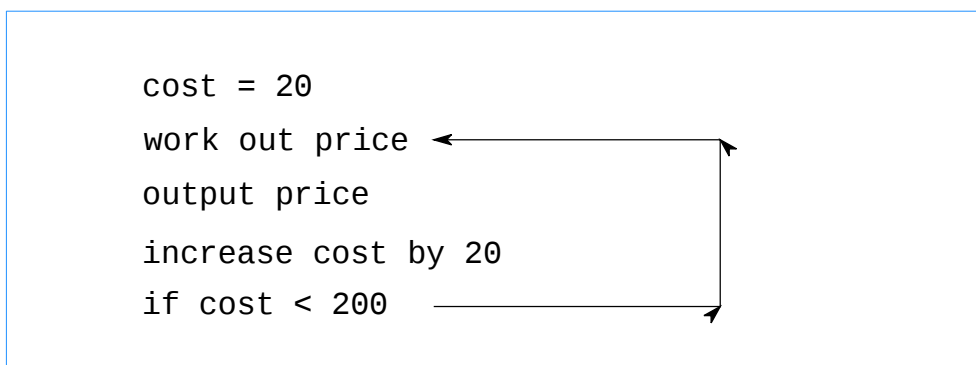 cost = 20
work out price
output price
increase cost by 20
if cost < 200